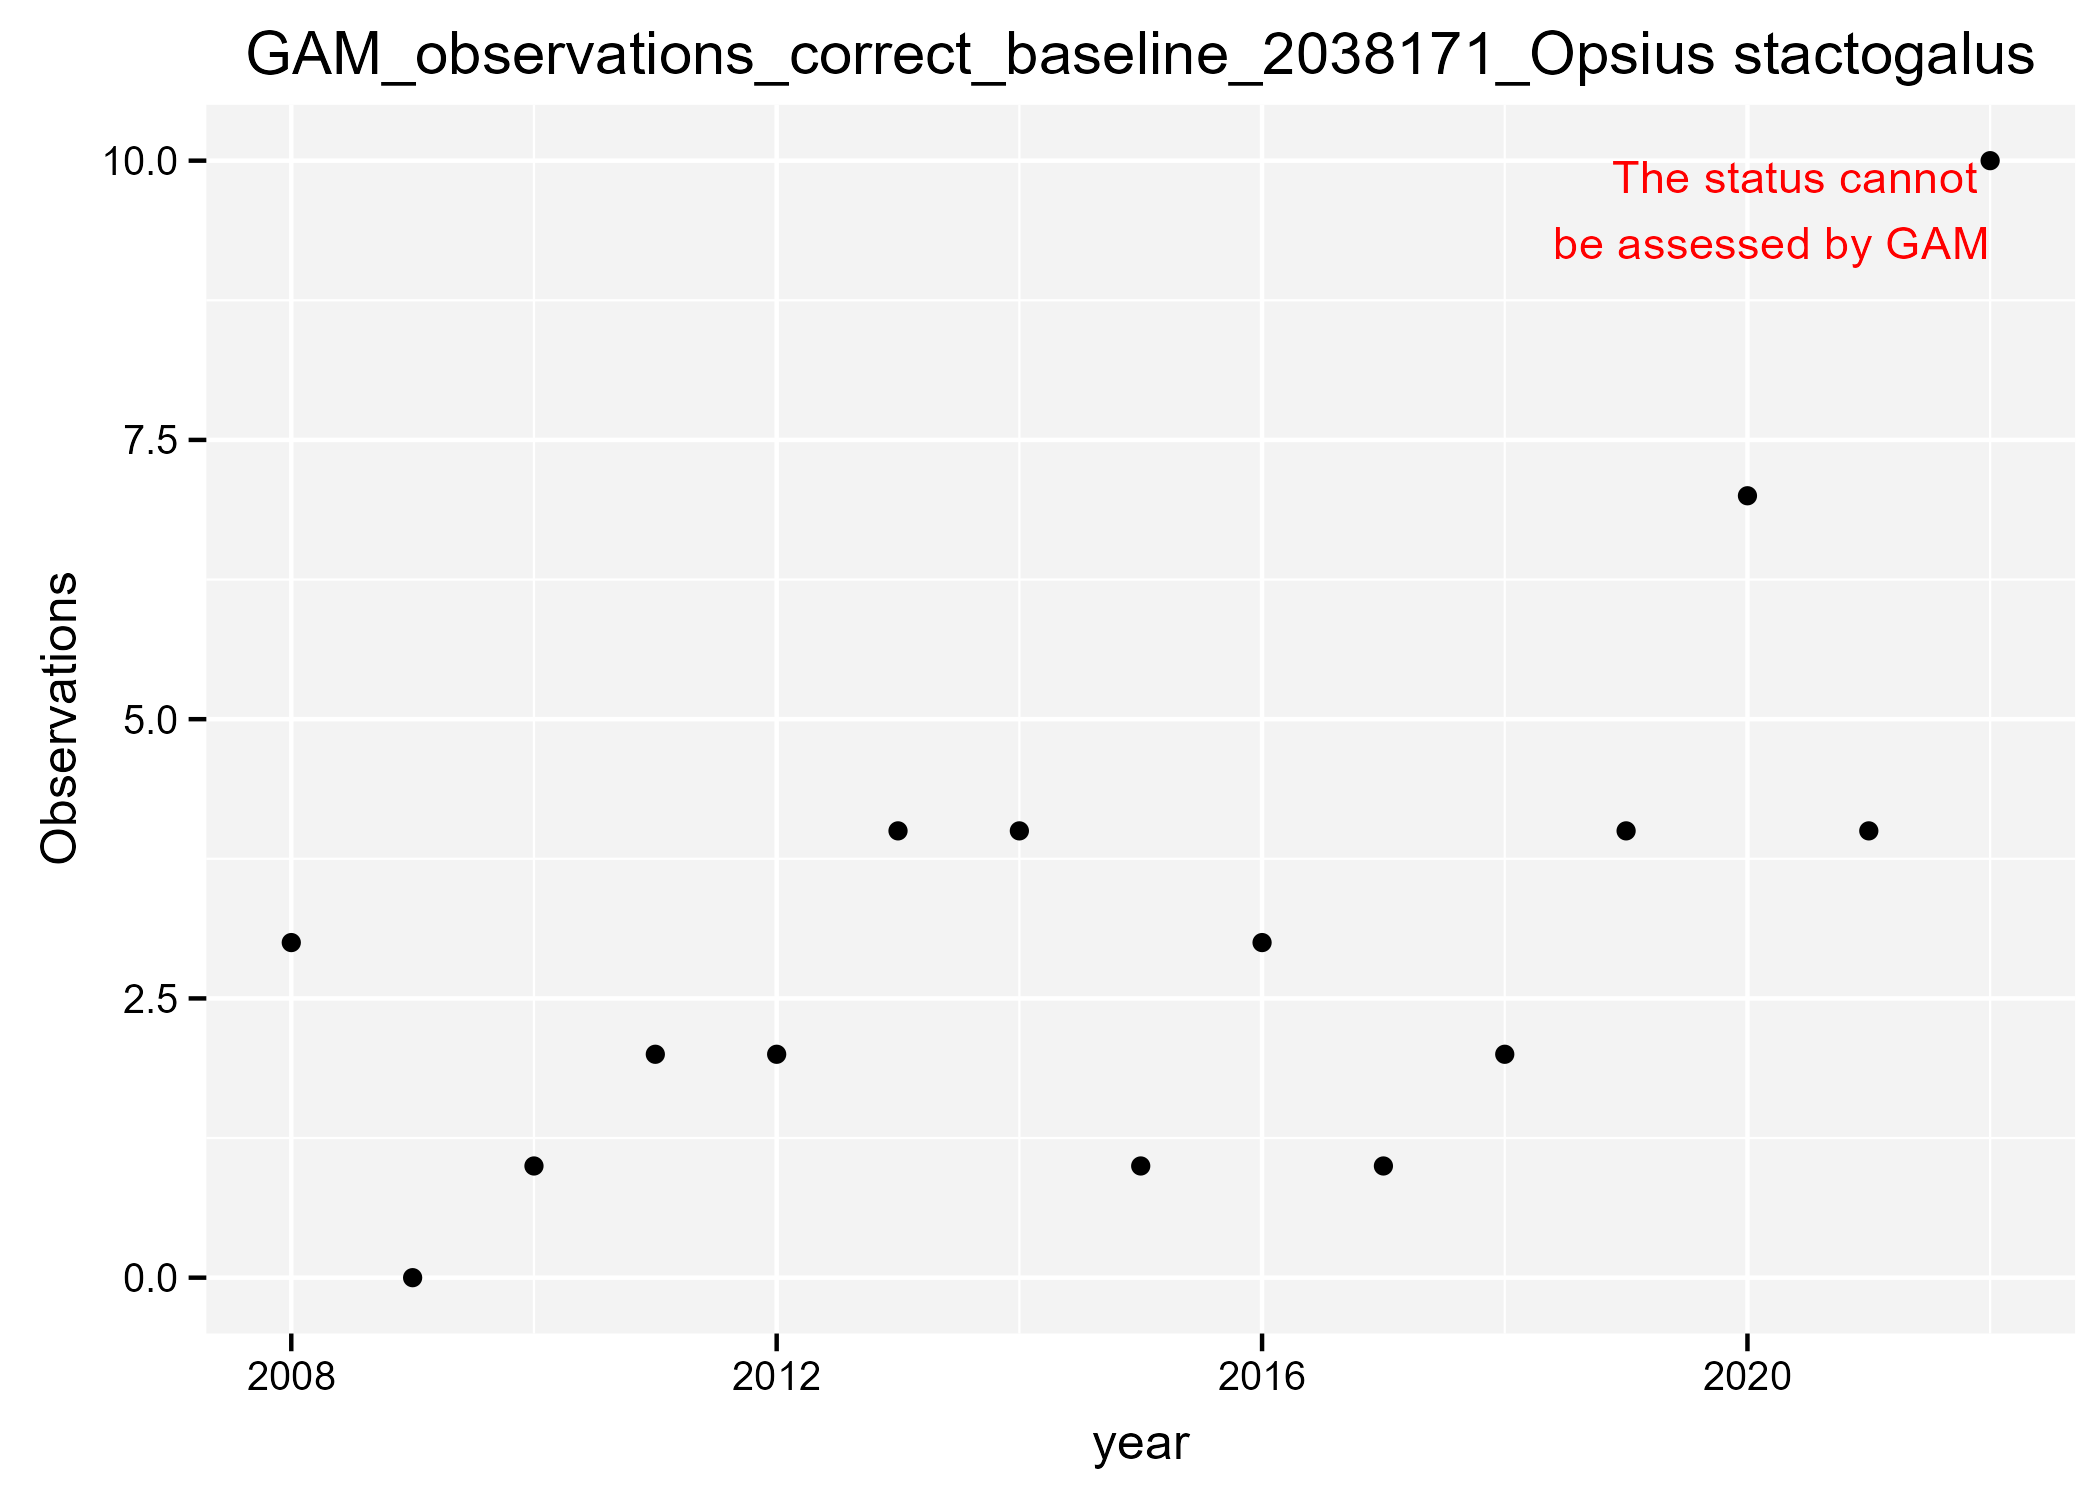 GAM_observations_correct_baseline_2038171_Opsius stactogalus
10.0
The status cannot
be assessed by GAM
7.5
5.0
2.5
0.0
Observations
2008 2012 2016 2020
year